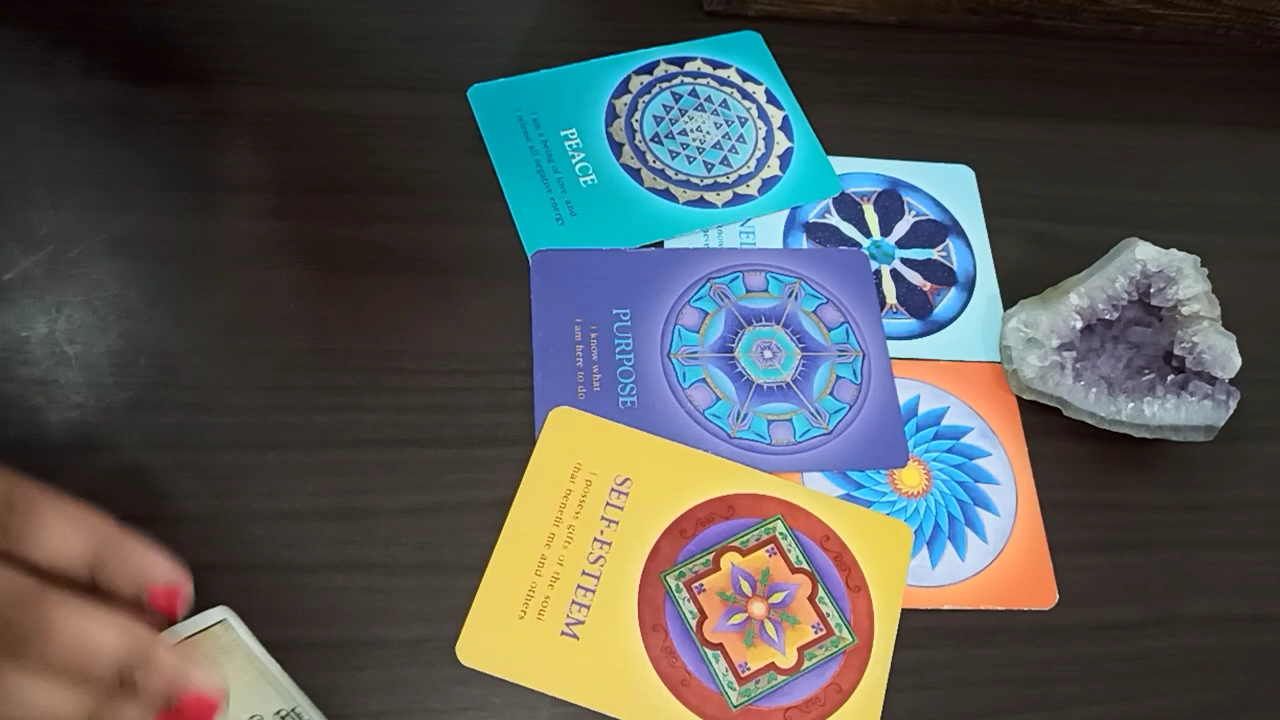 PEACE
i am a being of love and
i release all negative energy
PURPOSE
i know what
i am here to do
SELF-ESTEEM
i possess gifts of the soul
that benefit me and others